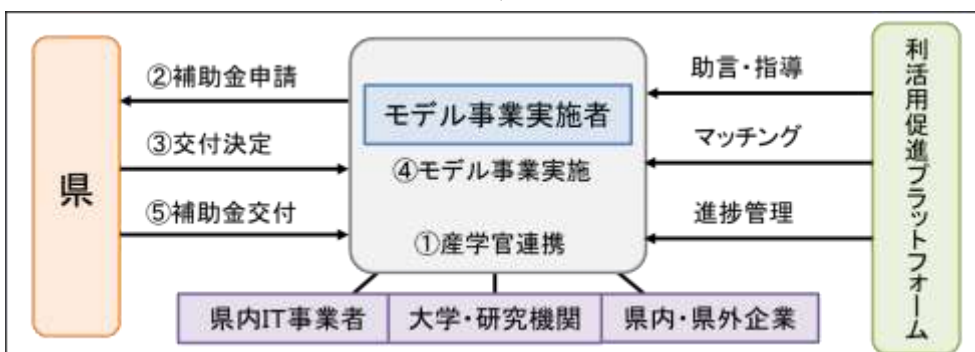 県
②補助金申請
③交付決定
⑤補助金交付
モデル事業実施者
④モデル事業実施
①産学官連携
県内IT事業者
大学・研究機関
県内・県外企業
助言・指導
マッチング
進捗管理
利活用促進プラットフォーム